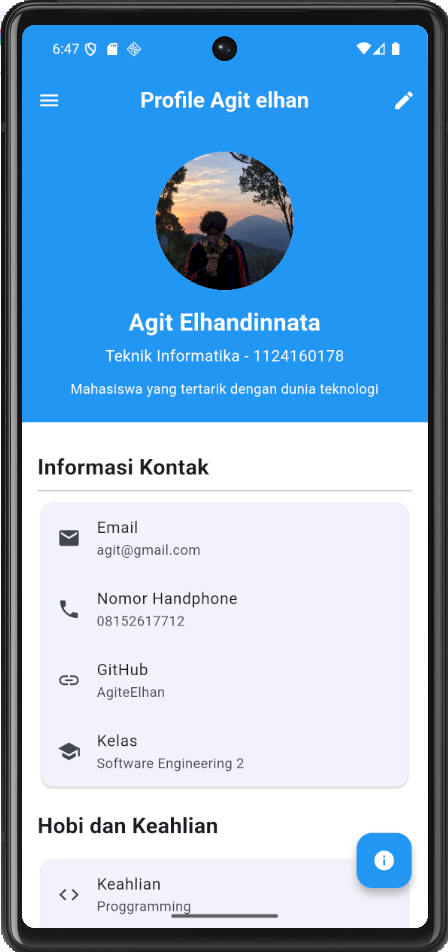 6:47
Profile Agit elhan
Agit Elhandinnata
Teknik Informatika - 1124160178
Mahasiswa yang tertarik dengan dunia teknologi
Informasi Kontak
Email
agit@gmail.com
Nomor Handphone
08152617712
GitHub
AgiteElhan
Kelas
Software Engineering 2
Hobi dan Keahlian
Keahlian
Proggramming